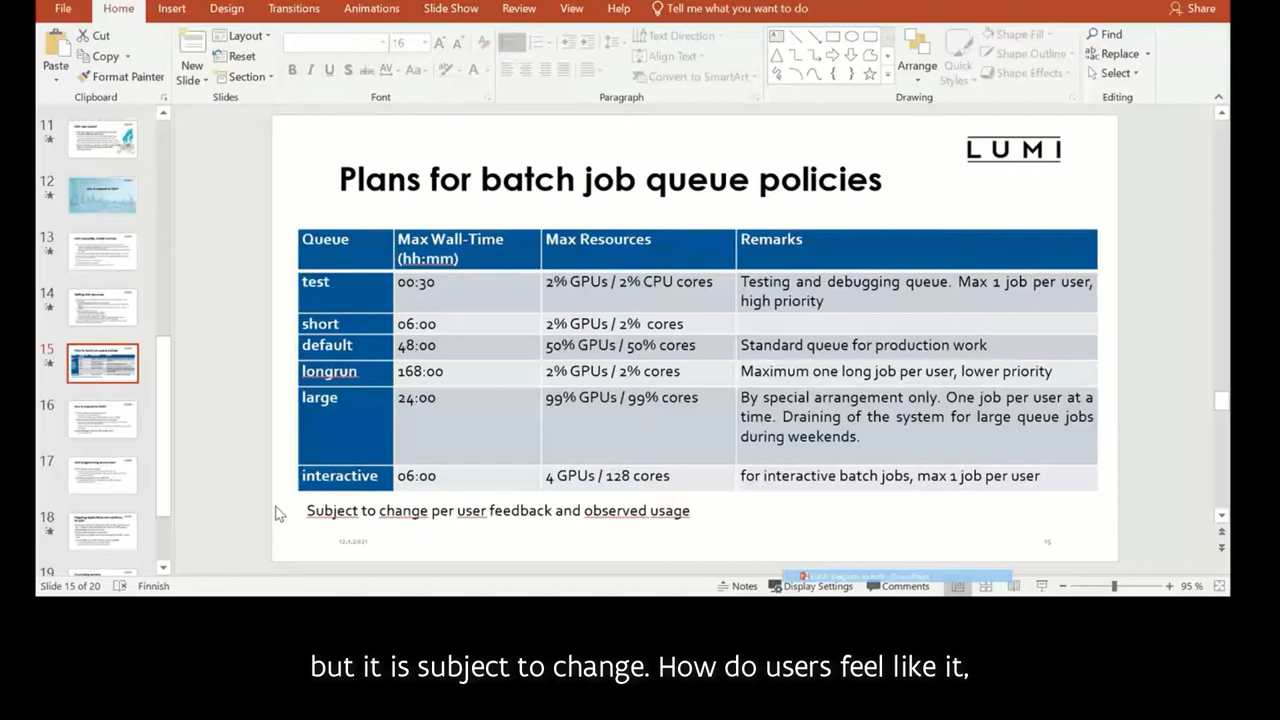 File Home Insert Design Transitions Animations Slide Show Review View Help Tell me what you want to do Share
Cut
Copy
Format Painter
Paste
Clipboard
New
Slide
Layout
Reset
Section
Slides
16
B I U S abc AV Aa A
Font
Text Direction
Align Text
Convert to SmartArt
Paragraph
Arrange
Quick
Styles
Shape Fill
Shape Outline
Shape Effects
Drawing
Find
Replace
Select
Editing
11
12
13
14
15
16
17
18
19
LUMI
Plans for batch job queue policies
Queue Max Wall-Time Max Resources Remarks
(hh:mm)
test 00:30 2% GPUs / 2% CPU cores Testing and debugging queue. Max 1 job per user,
high priority
short 06:00 2% GPUs / 2% cores
default 48:00 50% GPUs / 50% cores Standard queue for production work
longrun 168:00 2% GPUs / 2% cores Maximum one long job per user, lower priority
large 24:00 99% GPUs / 99% cores By special arrangement only. One job per user at a
time. Draining of the system for large queue jobs
during weekends.
interactive 06:00 4 GPUs / 128 cores for interactive batch jobs, max 1 job per user
Subject to change per user feedback and observed usage
15
Slide 15 of 20 Finnish Notes Display Settings Comments 95 %
but it is subject to change. How do users feel like it,